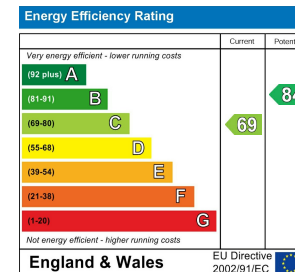 Energy Efficiency Rating
Current
Very energy efficient - lower running costs
(92 plus) A
(81-91) B
(69-80) C
69
(55-68) D
(39-54) E
(21-38) F
(1-20) G
Not energy efficient - higher running costs
England & Wales
EU Directive
2002/91/EC